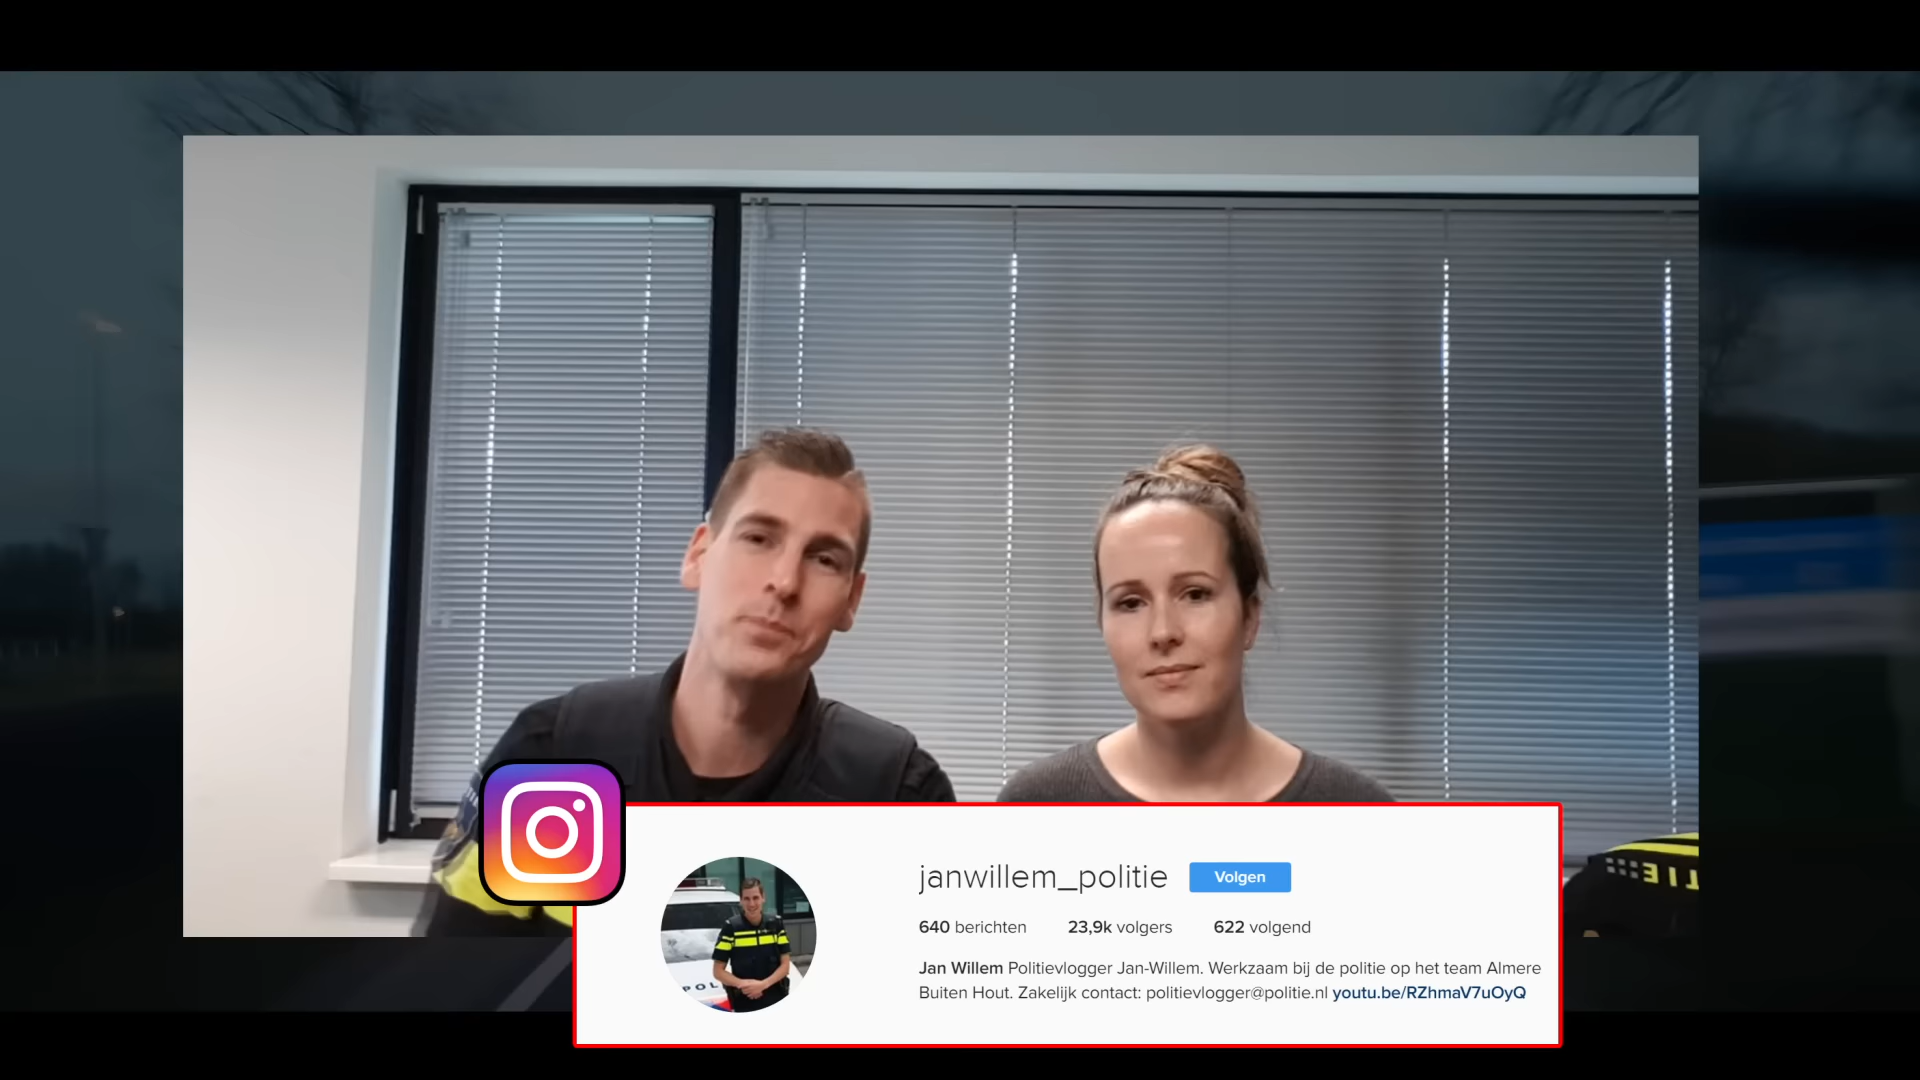 janwillem_politie Volgen
640 berichten 23,9k volgers 622 volgend
Jan Willem Politievlogger Jan-Willem. Werkzaam bij de politie op het team Almere
Buiten Hout. Zakelijk contact: politievlogger@politie.nl youtu.be/RZhmaV7uOyQ
POL